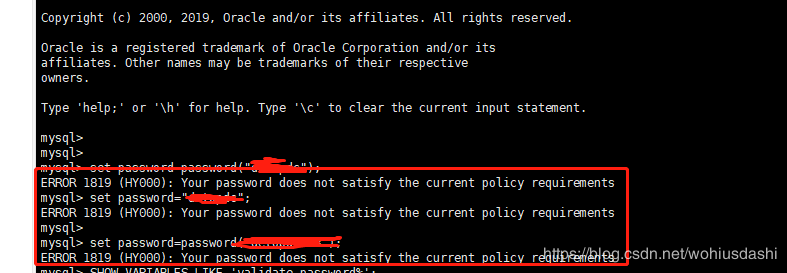 Copyright (c) 2000, 2019, Oracle and/or its affiliates. All rights reserved.
Oracle is a registered trademark of Oracle Corporation and/or its
affiliates. Other names may be trademarks of their respective
owners.
Type 'help;' or '\h' for help. Type '\c' to clear the current input statement.
mysql>
mysql>
mysql> set password=password(" ");
ERROR 1819 (HY000): Your password does not satisfy the current policy requirements
mysql> set password=" ";
ERROR 1819 (HY000): Your password does not satisfy the current policy requirements
mysql>
mysql> set password=password( );
ERROR 1819 (HY000): Your password does not satisfy the current policy requirements
mysql> SHOW VARIABLES LIKE 'validate_password%';
https://blog.csdn.net/wohiusdashi